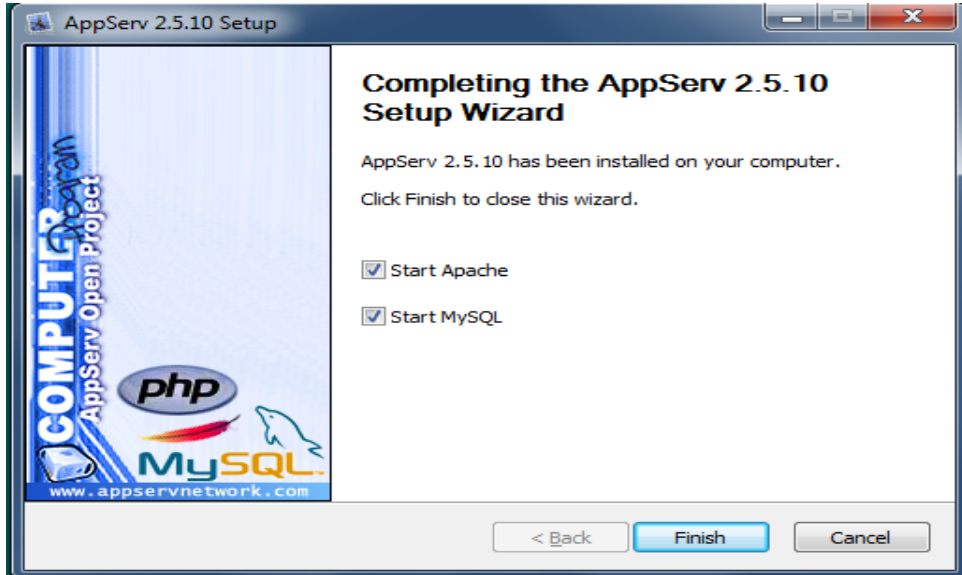 AppServ 2.5.10 Setup
Completing the AppServ 2.5.10
Setup Wizard
AppServ 2.5.10 has been installed on your computer.
Click Finish to close this wizard.
Start Apache
Start MySQL
COMPUTER
Program
AppServ Open Project
php
MySQL
www.appservnetwork.com
< Back
Finish
Cancel